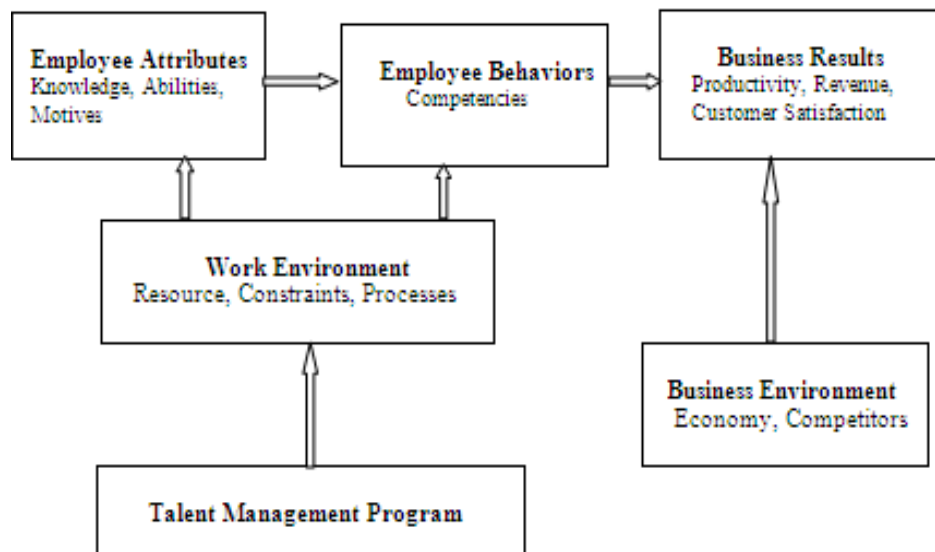 Employee Attributes
Knowledge, Abilities,
Motives
Employee Behaviors
Competencies
Business Results
Productivity, Revenue,
Customer Satisfaction
Work Environment
Resource, Constraints, Processes
Business Environment
Economy, Competitors
Talent Management Program